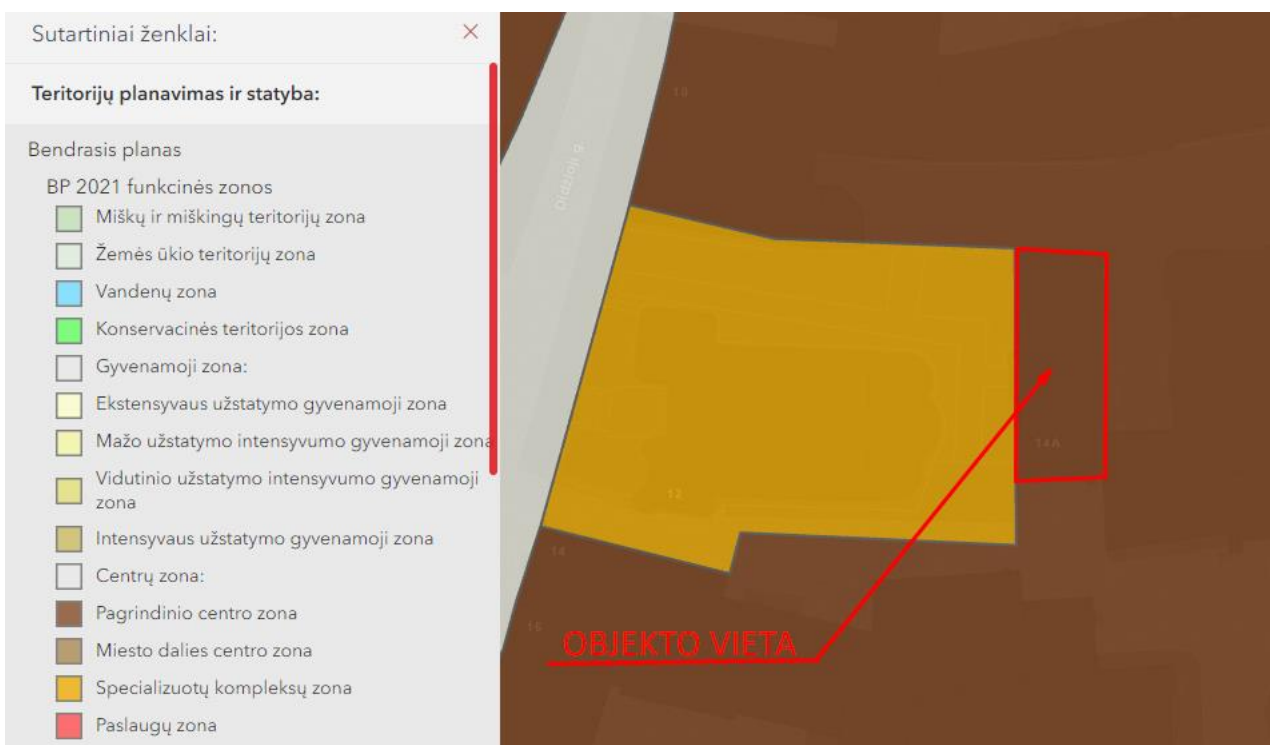 Sutartiniai ženklai:
Teritorijų planavimas ir statyba:
Bendrasis planas
BP 2021 funkcinės zonos
Miškų ir miškingų teritorijų zona
Žemės ūkio teritorijų zona
Vandenų zona
Konservacinės teritorijos zona
Gyvenamoji zona:
Ekstensyvaus užstatymo gyvenamoji zona
Mažo užstatymo intensyvumo gyvenamoji zona
Vidutinio užstatymo intensyvumo gyvenamoji
zona
Intensyvaus užstatymo gyvenamoji zona
Centrų zona:
Pagrindinio centro zona
Miesto dalies centro zona
Specializuotų kompleksų zona
Paslaugų zona
10
Didžioji g.
14A
12
14
16
OBJEKTO VIETA